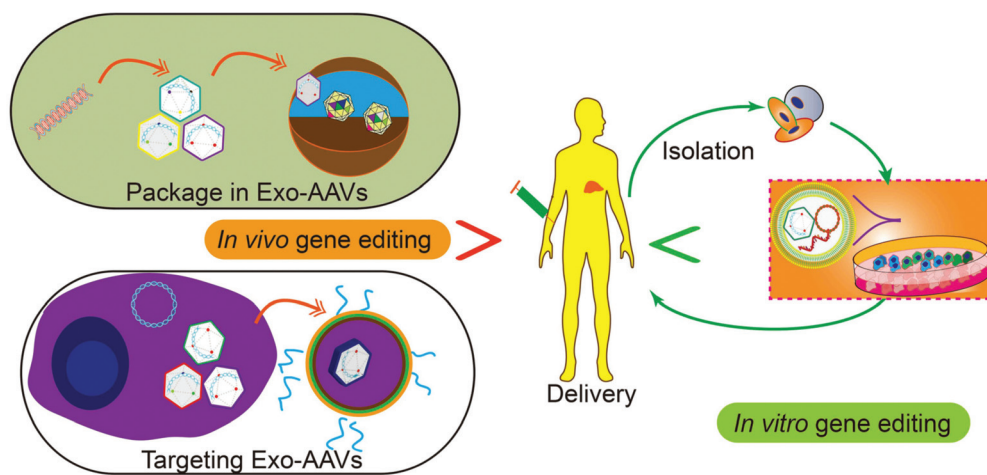 Package in Exo-AAVs
In vivo gene editing
Targeting Exo-AAVs
Isolation
Delivery
In vitro gene editing